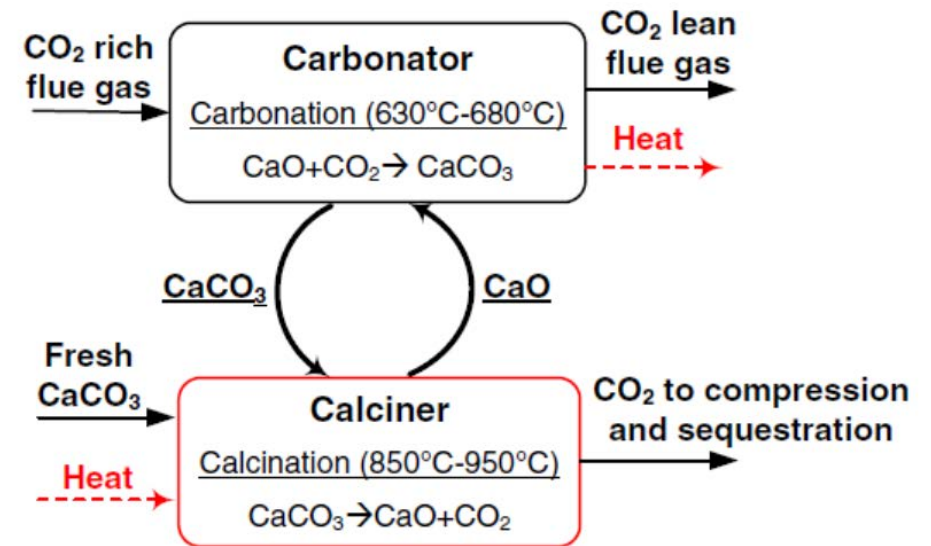 CO₂ rich
flue gas
Carbonator
Carbonation (630°C-680°C)
CaO+CO₂→ CaCO₃
CO₂ lean
flue gas
Heat
CaCO₃
CaO
Fresh
CaCO₃
Heat
Calciner
Calcination (850°C-950°C)
CaCO₃→CaO+CO₂
CO₂ to compression
and sequestration